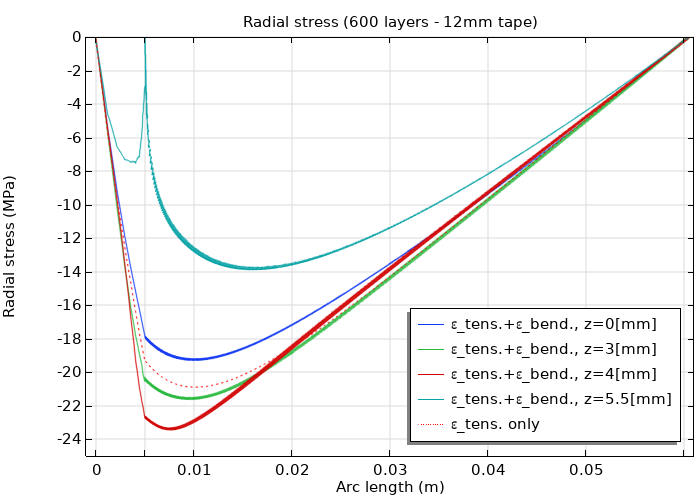 Radial stress (600 layers - 12mm tape)
Radial stress (MPa)
0
-2
-4
-6
-8
-10
-12
-14
-16
-18
-20
-22
-24
ε_tens.+ε_bend., z=0[mm]
ε_tens.+ε_bend., z=3[mm]
ε_tens.+ε_bend., z=4[mm]
ε_tens.+ε_bend., z=5.5[mm]
ε_tens. only
0 0.01 0.02 0.03 0.04 0.05
Arc length (m)